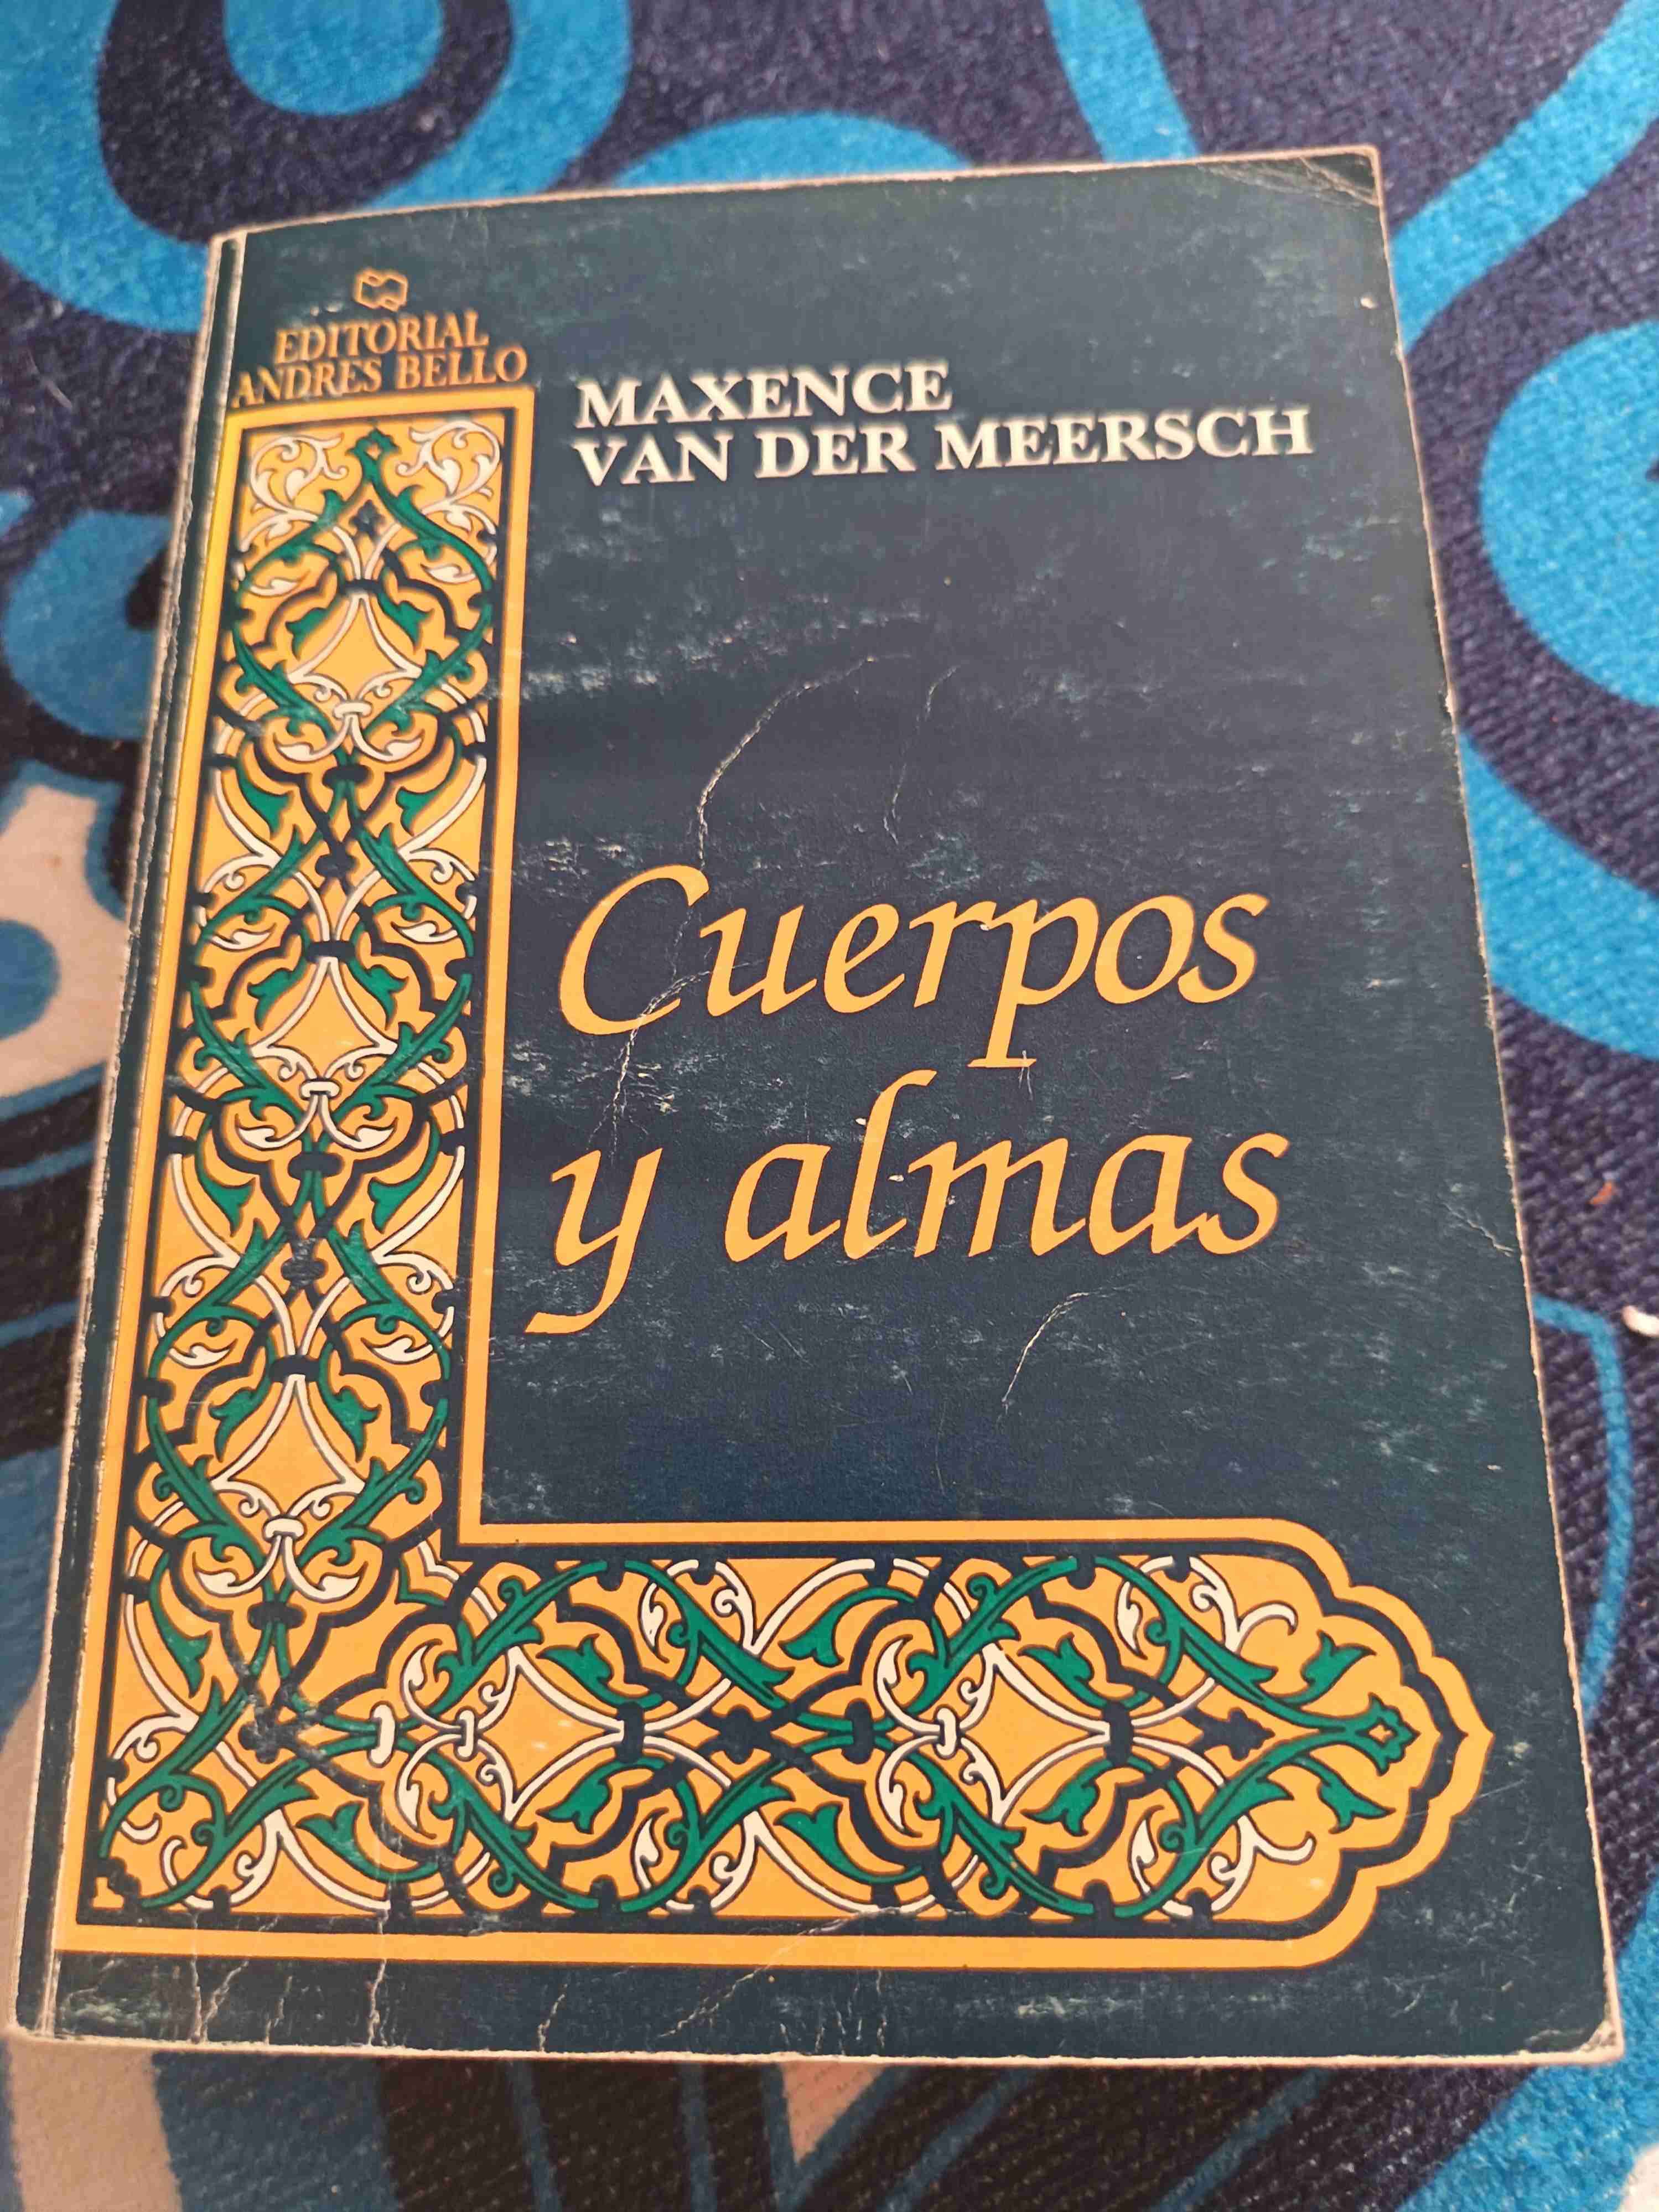 EDITORIAL
ANDRES BELLO
MAXENCE
VAN DER MEERSCH
Cuerpos
y almas